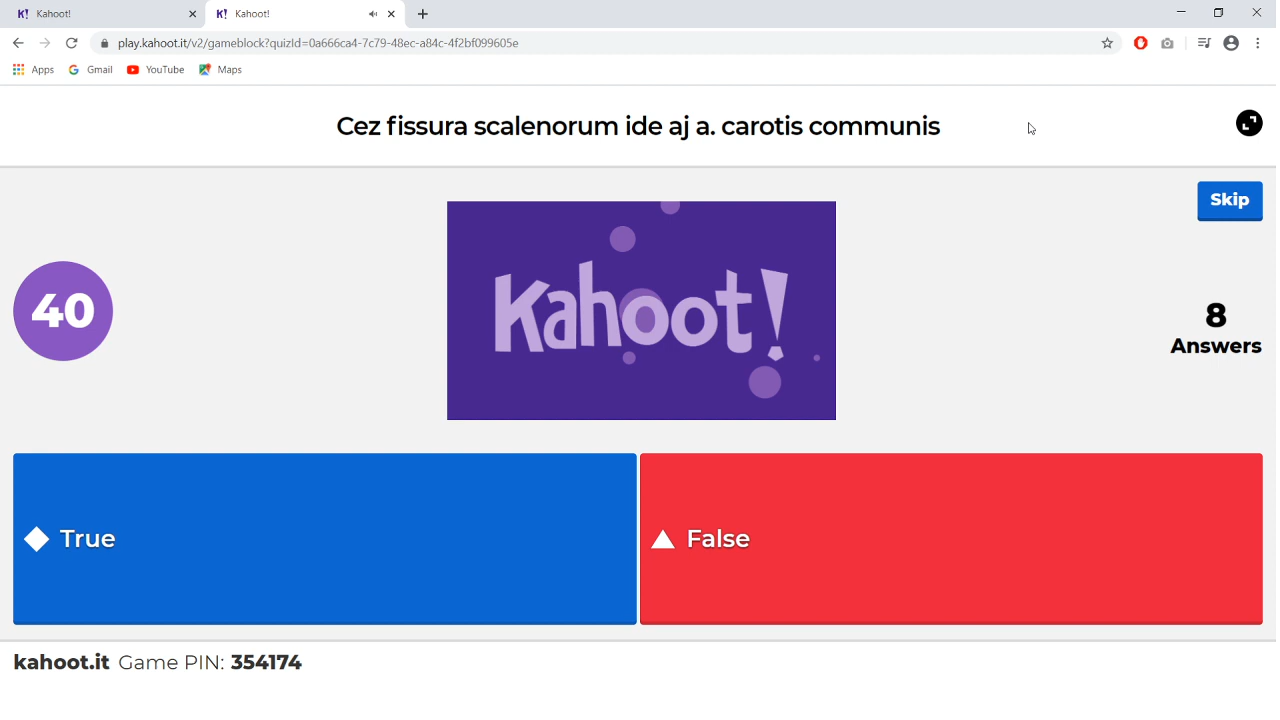 Kahoot!
Kahoot!
play.kahoot.it/v2/gameblock?quizId=0a666ca4-7c79-48ec-a84c-4f2bf099605e
Apps Gmail YouTube Maps
Cez fissura scalenorum ide aj a. carotis communis
Skip
Kahoot!
40
8
Answers
True
False
kahoot.it Game PIN: 354174